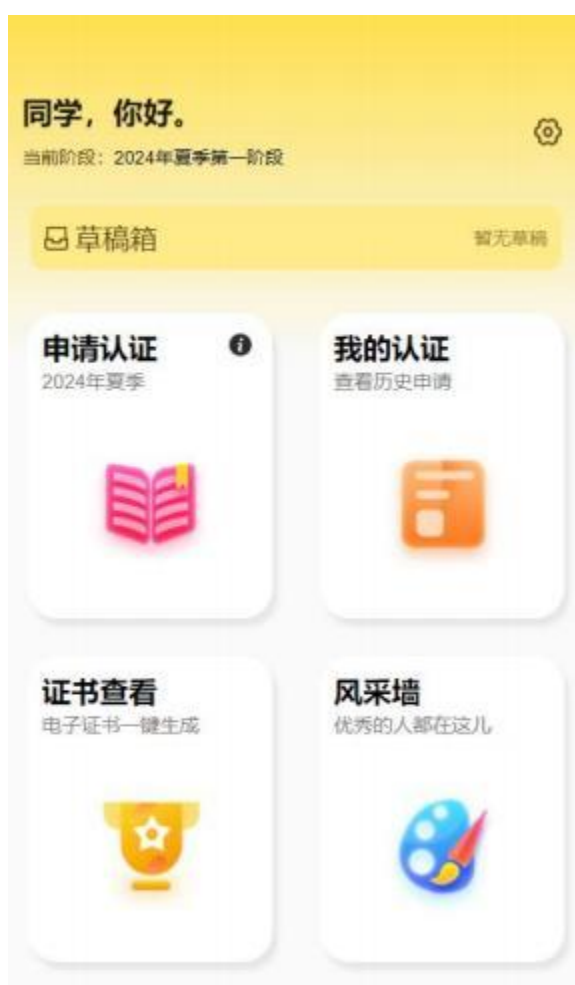 同学，你好。
当前阶段：2024年夏季第一阶段
草稿箱 暂无草稿
申请认证 我的认证
2024年夏季 查看历史申请
证书查看 风采墙
电子证书一键生成 优秀的人都在这儿